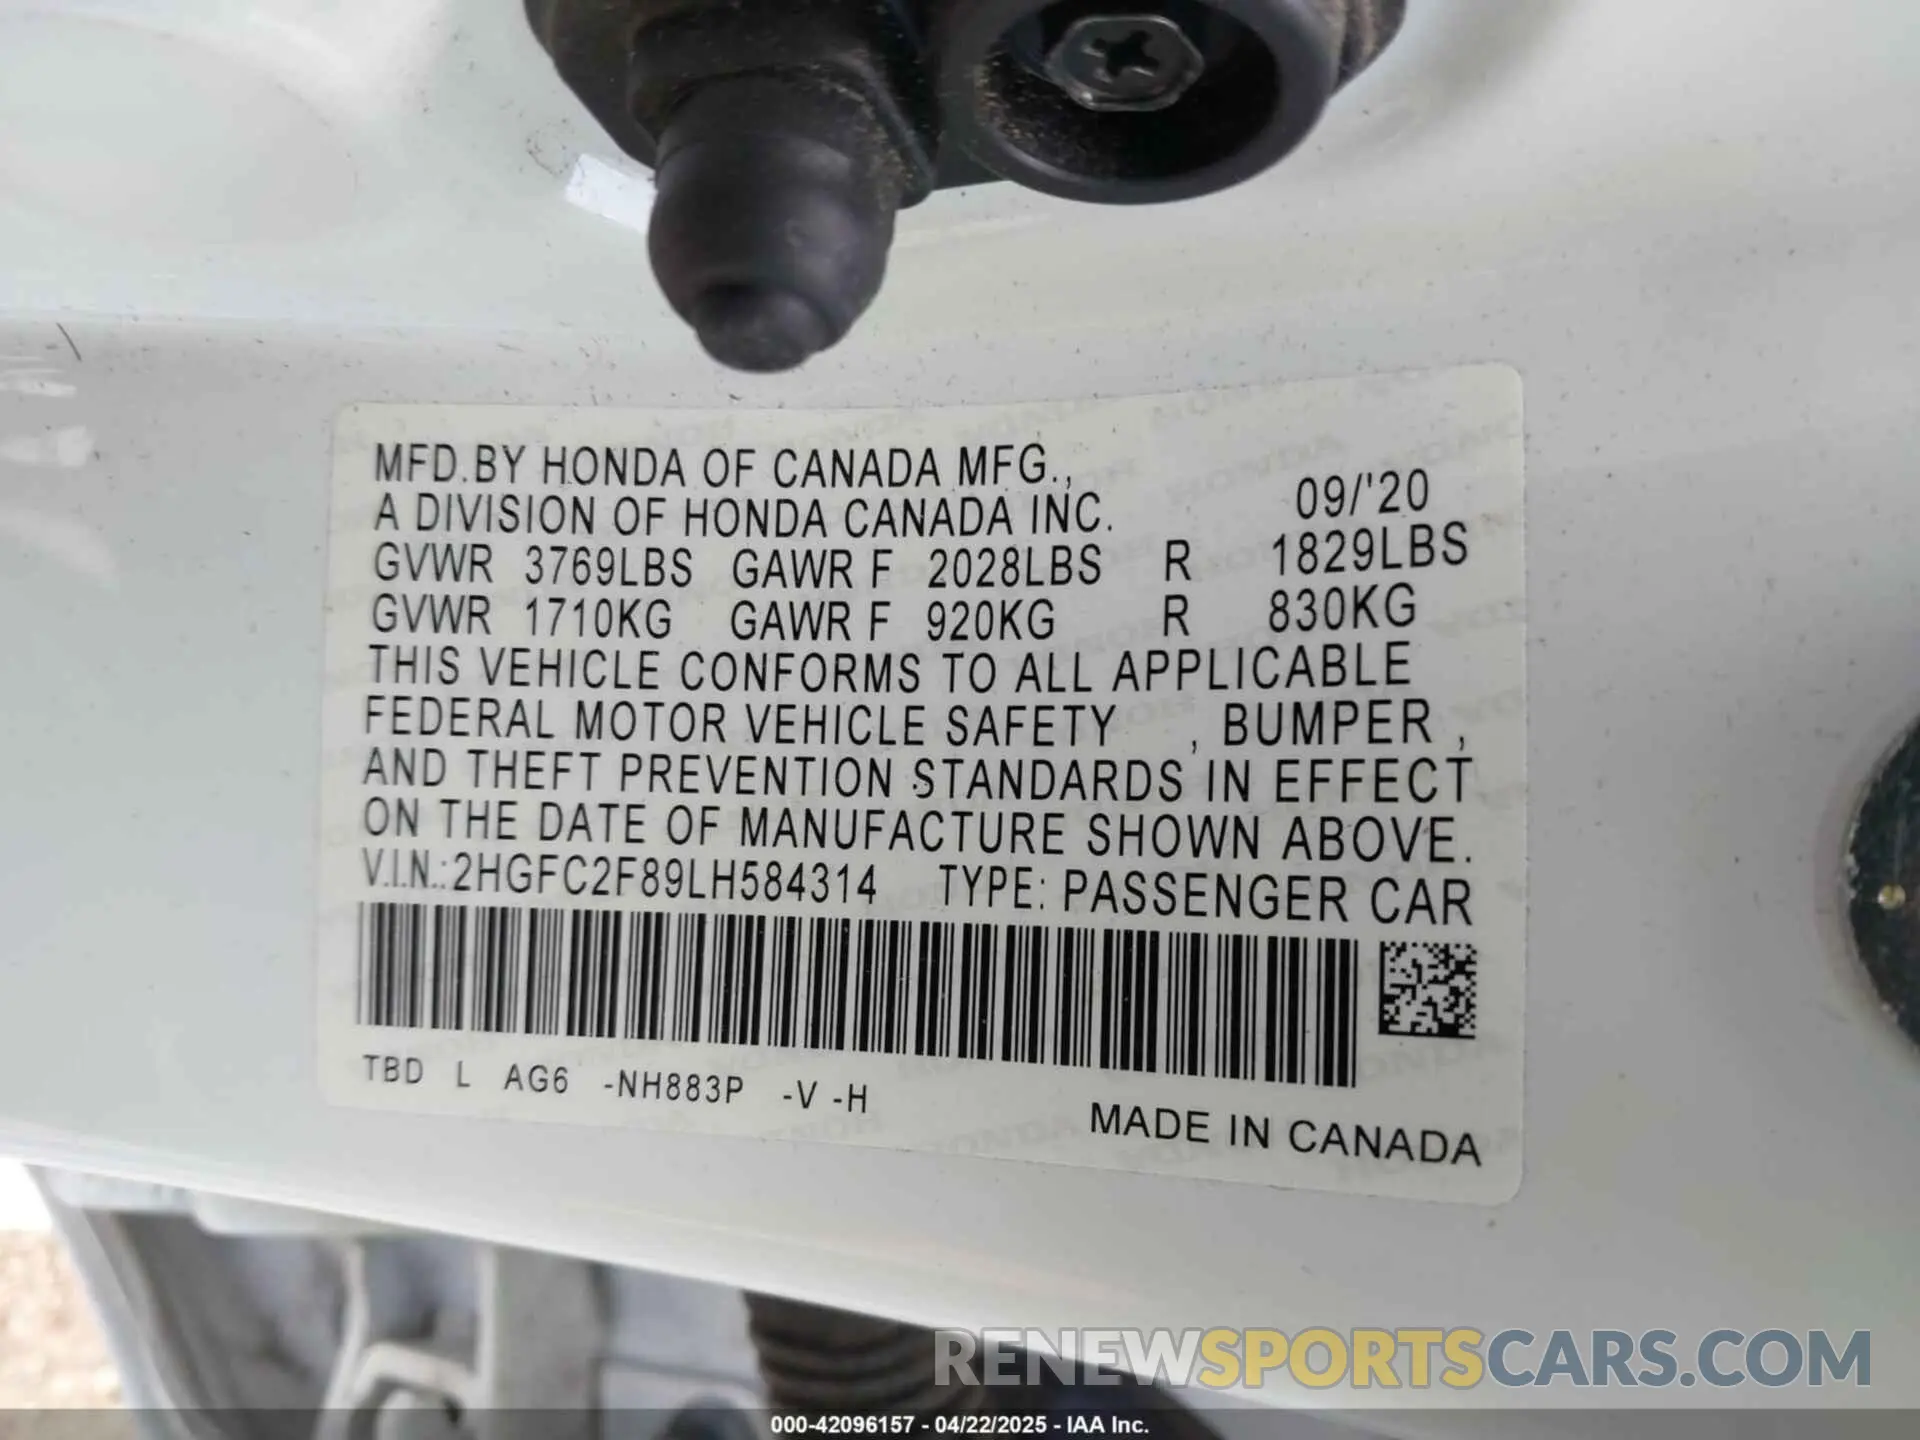 MFD.BY HONDA OF CANADA MFG.,
A DIVISION OF HONDA CANADA INC. 09/'20
GVWR 3769LBS GAWR F 2028LBS R 1829LBS
GVWR 1710KG GAWR F 920KG R 830KG
THIS VEHICLE CONFORMS TO ALL APPLICABLE
FEDERAL MOTOR VEHICLE SAFETY , BUMPER ,
AND THEFT PREVENTION STANDARDS IN EFFECT
ON THE DATE OF MANUFACTURE SHOWN ABOVE.
V.I.N.:2HGFC2F89LH584314 TYPE: PASSENGER CAR
TBD L AG6 -NH883P -V -H
MADE IN CANADA
RENEWSPORTSCARS.COM
000-42096157 - 04/22/2025 - IAA Inc.